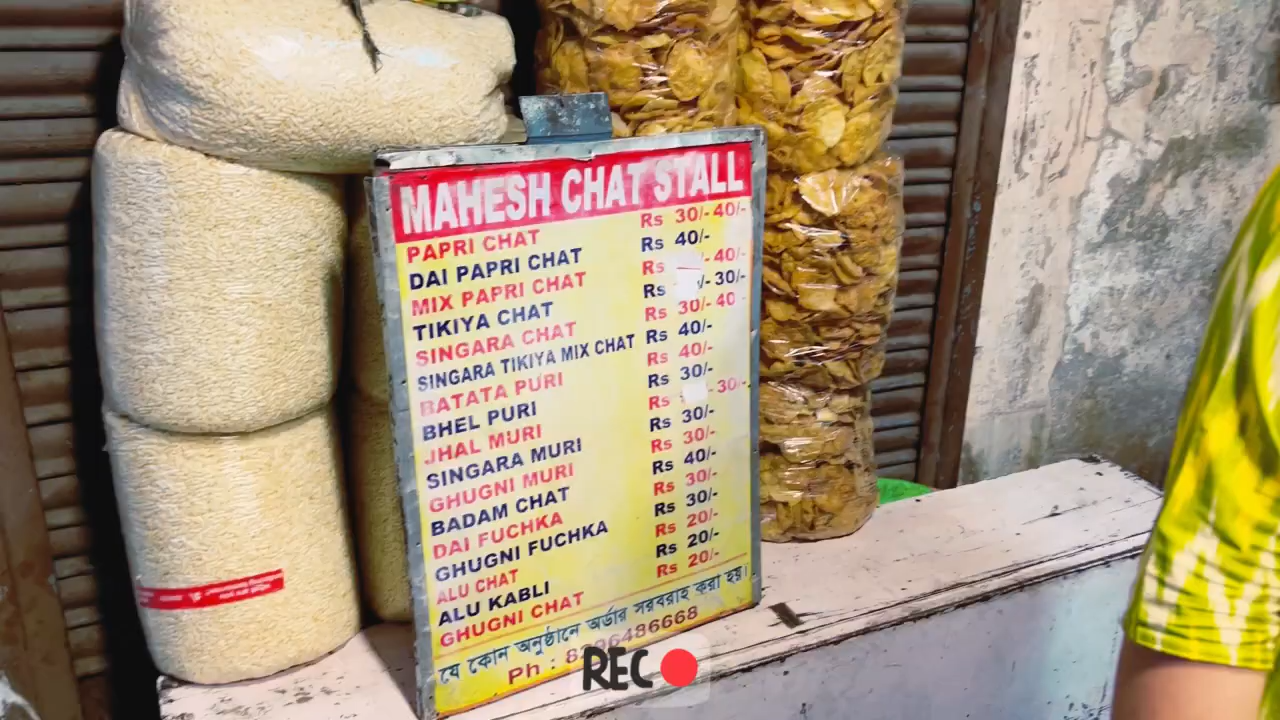 MAHESH CHAT STALL
PAPRI CHAT Rs 30/- 40/-
DAI PAPRI CHAT Rs 40/-
MIX PAPRI CHAT Rs /- 40/-
TIKIYA CHAT Rs /- 30/-
SINGARA CHAT Rs 30/- 40
SINGARA TIKIYA MIX CHAT Rs 40/-
BATATA PURI Rs 40/-
BHEL PURI Rs 30/-
JHAL MURI Rs - 30/-
SINGARA MURI Rs 30/-
GHUGNI MURI Rs 30/-
BADAM CHAT Rs 40/-
DAI FUCHKA Rs 30/-
GHUGNI FUCHKA Rs 30/-
ALU CHAT Rs 20/-
ALU KABLI Rs 20/-
GHUGNI CHAT Rs 20/-
যে কোন অনুষ্ঠানে অর্ডার সরবরাহ করা হয়।
Ph :
REC